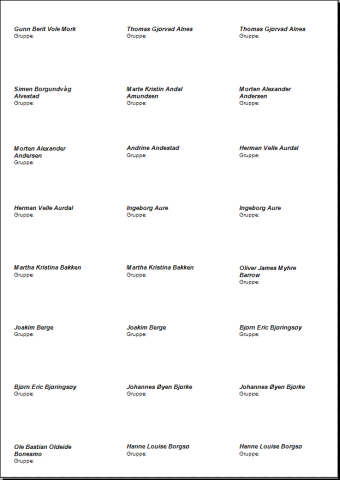 Gunn Berit Vole Mork
Gruppe:
Thomas Gjørvad Alnes
Gruppe:
Thomas Gjørvad Alnes
Gruppe:
Simen Borgundvåg
Alvestad
Gruppe:
Marte Kristin Andal
Amundsen
Gruppe:
Morten Alexander
Andersen
Gruppe:
Morten Alexander
Andersen
Gruppe:
Andrine Andestad
Gruppe:
Herman Velle Aurdal
Gruppe:
Herman Velle Aurdal
Gruppe:
Ingeborg Aure
Gruppe:
Ingeborg Aure
Gruppe:
Martha Kristina Bakken
Gruppe:
Martha Kristina Bakken
Gruppe:
Oliver James Myhre
Barrow
Gruppe:
Joakim Berge
Gruppe:
Joakim Berge
Gruppe:
Bjørn Eric Bjøringsøy
Gruppe:
Bjørn Eric Bjøringsøy
Gruppe:
Johannes Øyen Bjørke
Gruppe:
Johannes Øyen Bjørke
Gruppe:
Ole Bastian Oldeide
Bonesmo
Gruppe:
Hanne Louise Borgsø
Gruppe:
Hanne Louise Borgsø
Gruppe: